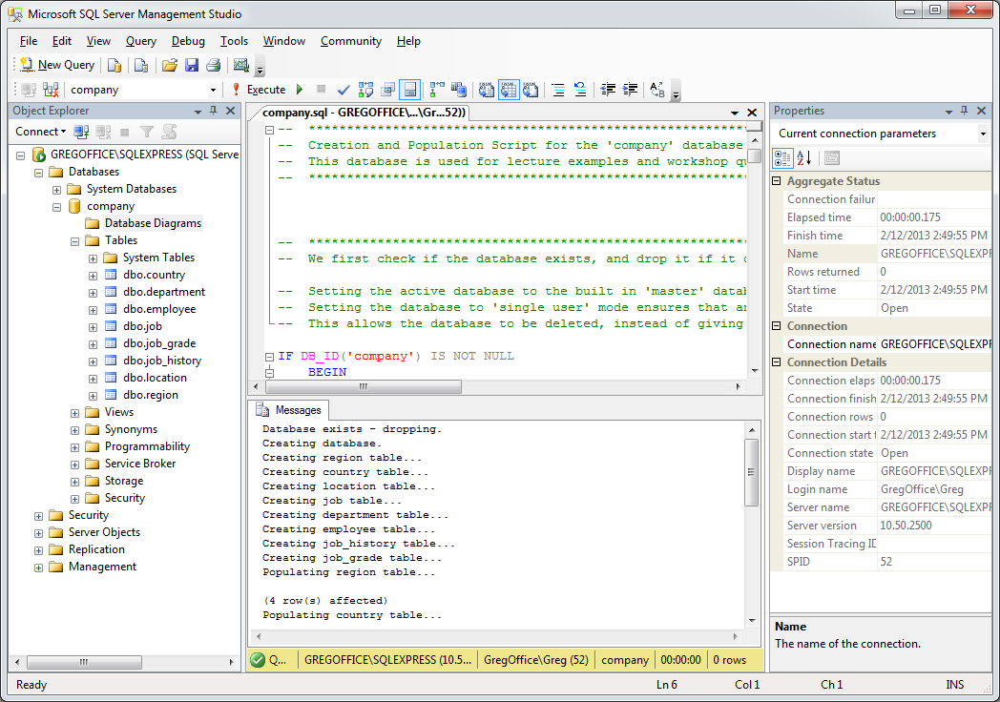 Microsoft SQL Server Management Studio
File Edit View Query Debug Tools Window Community Help
New Query
company Execute
Object Explorer
Connect
GREGOFFICE\SQLEXPRESS (SQL Serve
Databases
System Databases
company
Database Diagrams
Tables
System Tables
dbo.country
dbo.department
dbo.employee
dbo.job
dbo.job_grade
dbo.job_history
dbo.location
dbo.region
Views
Synonyms
Programmability
Service Broker
Storage
Security
Security
Server Objects
Replication
Management
company.sql - GREGOFFICE\...\Gr...52))
-- ************************************************************
-- Creation and Population Script for the 'company' database
-- This database is used for lecture examples and workshop qu
-- ************************************************************
-- ************************************************************
-- We first check if the database exists, and drop it if it d
-- Setting the active database to the built in 'master' datab
-- Setting the database to 'single user' mode ensures that an
-- This allows the database to be deleted, instead of giving
IF DB_ID('company') IS NOT NULL
BEGIN
Messages
Database exists - dropping.
Creating database.
Creating region table...
Creating country table...
Creating location table...
Creating job table...
Creating department table...
Creating employee table...
Creating job_history table...
Creating job_grade table...
Populating region table...
(4 row(s) affected)
Populating country table...
Q... GREGOFFICE\SQLEXPRESS (10.5... GregOffice\Greg (52) company 00:00:00 0 rows
Properties
Current connection parameters
Aggregate Status
Connection failur
Elapsed time 00:00:00.175
Finish time 2/12/2013 2:49:55 PM
Name GREGOFFICE\SQLEXPR
Rows returned 0
Start time 2/12/2013 2:49:55 PM
State Open
Connection
Connection name GREGOFFICE\SQLEXPR
Connection Details
Connection elaps 00:00:00.175
Connection finish 2/12/2013 2:49:55 PM
Connection rows 0
Connection start t 2/12/2013 2:49:55 PM
Connection state Open
Display name GREGOFFICE\SQLEXPR
Login name GregOffice\Greg
Server name GREGOFFICE\SQLEXPR
Server version 10.50.2500
Session Tracing ID
SPID 52
Name
The name of the connection.
Ready Ln 6 Col 1 Ch 1 INS